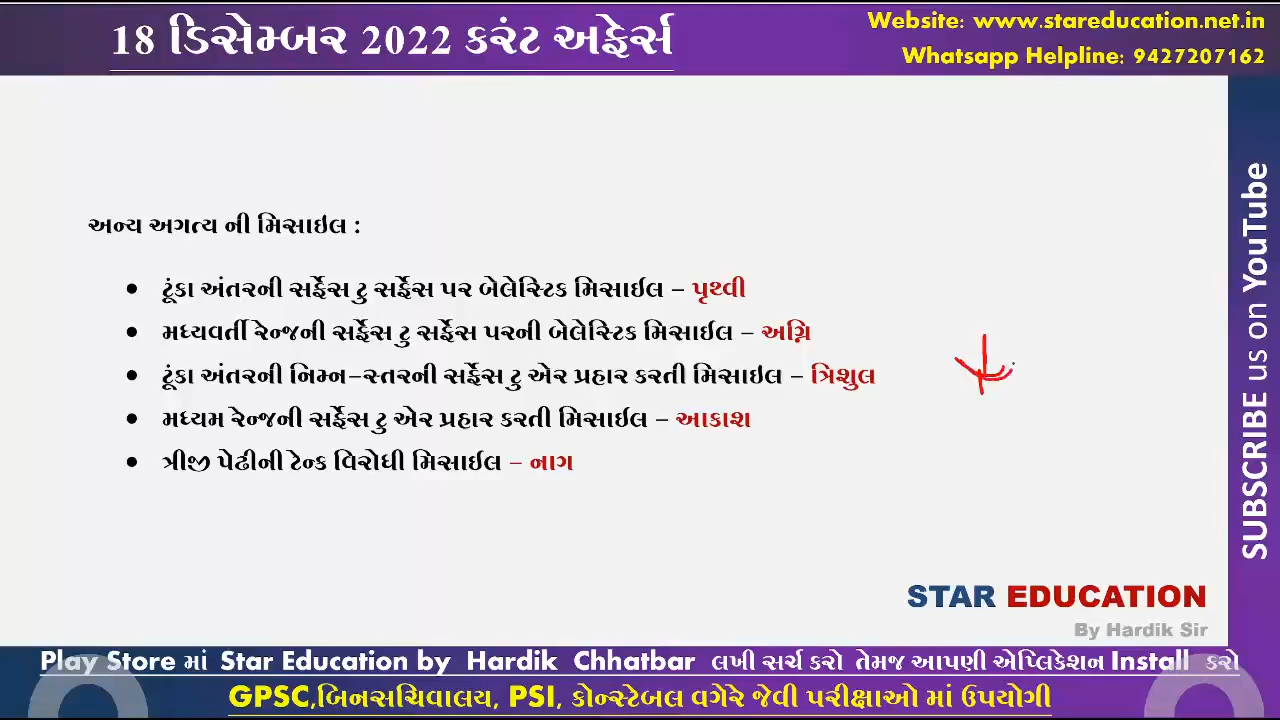 18 ડિસેમ્બર 2022 કરંટ અફેર્સ
Website: www.stareducation.net.in
Whatsapp Helpline: 9427207162
અન્ય અગત્ય ની મિસાઇલ :
• ટૂંકા અંતરની સર્ફેસ ટુ સર્ફેસ પર બેલેસ્ટિક મિસાઈલ – પૃથ્વી
• મધ્યવર્તી રેન્જની સર્ફેસ ટુ સર્ફેસ પરની બેલેસ્ટિક મિસાઈલ – અગ્નિ
• ટૂંકા અંતરની નિમ્ન-સ્તરની સર્ફેસ ટુ એર પ્રહાર કરતી મિસાઈલ – ત્રિશુલ
• મધ્યમ રેન્જની સર્ફેસ ટુ એર પ્રહાર કરતી મિસાઈલ – આકાશ
• ત્રીજી પેઢીની ટેન્ક વિરોધી મિસાઈલ – નાગ
SUBSCRIBE us on YouTube
STAR EDUCATION
By Hardik Sir
Play Store માં Star Education by Hardik Chhatbar લખી સર્ચ કરો તેમજ આપણી એપ્લિકેશન Install કરો
GPSC,બિનસચિવાલય, PSI, કોન્સ્ટેબલ વગેરે જેવી પરીક્ષાઓ માં ઉપયોગી